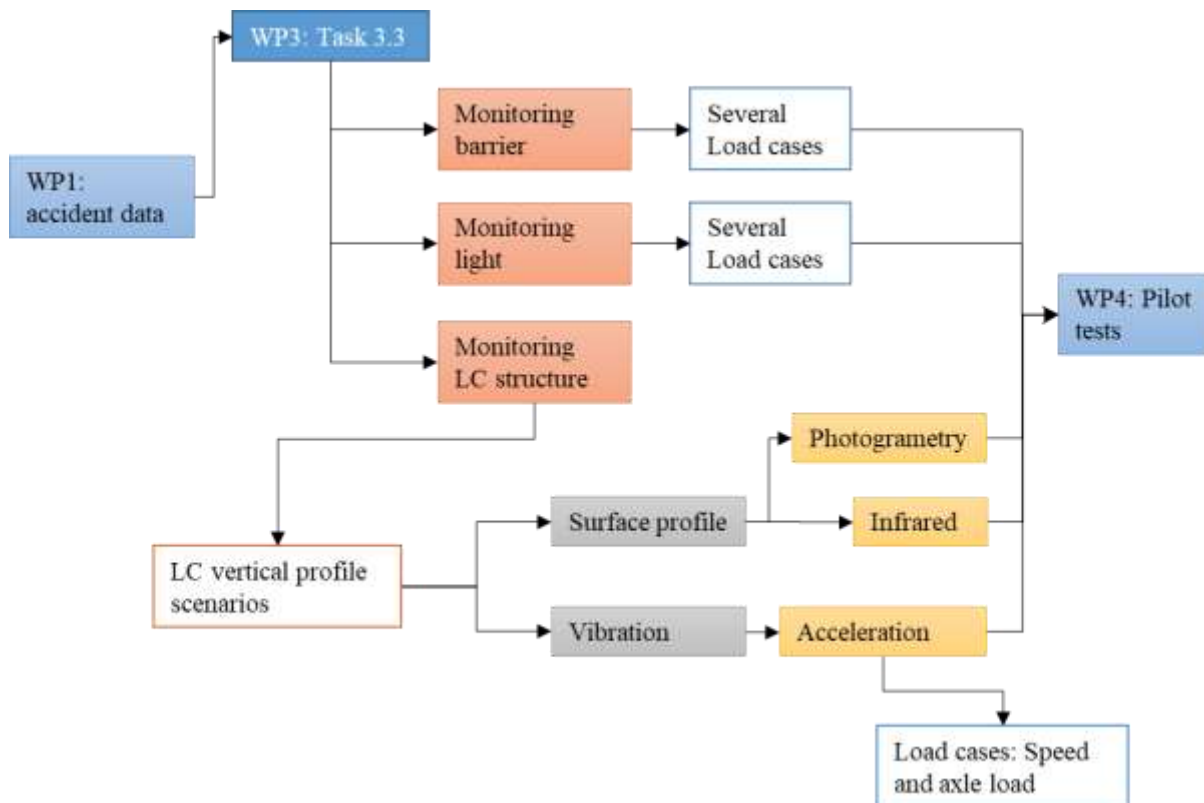 WP3: Task 3.3
Monitoring
barrier
Several
Load cases
WP1:
accident data
Monitoring
light
Several
Load cases
WP4: Pilot
tests
Monitoring
LC structure
Photogrametry
Surface profile
Infrared
LC vertical profile
scenarios
Vibration
Acceleration
Load cases: Speed
and axle load